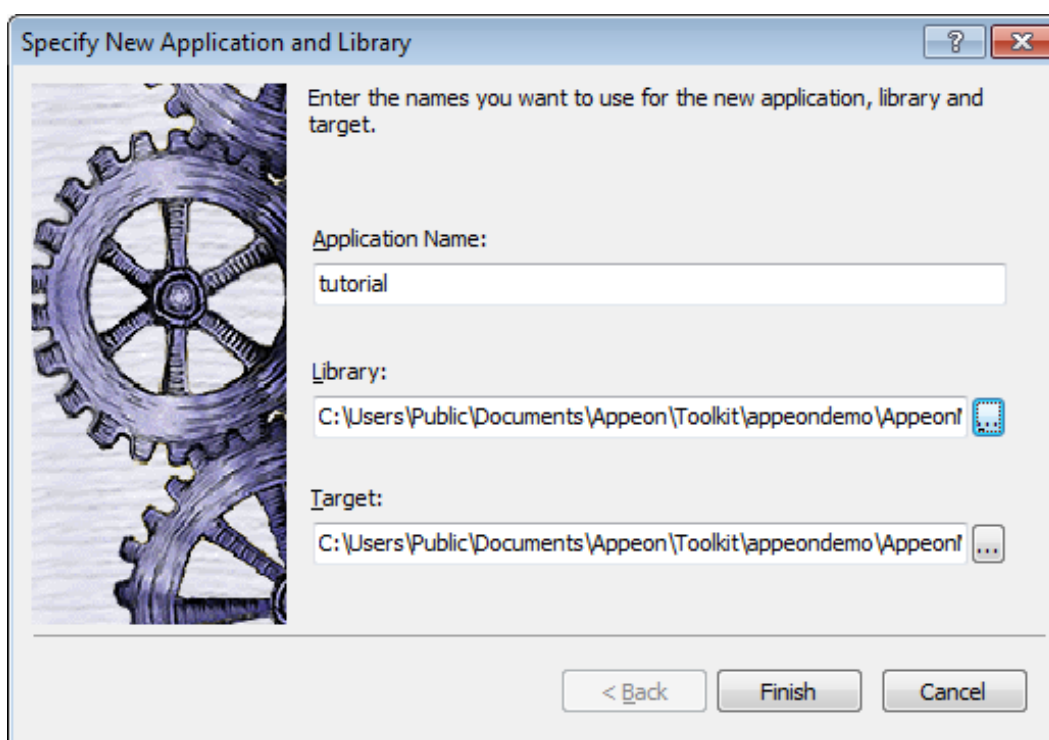 Specify New Application and Library
Enter the names you want to use for the new application, library and
target.
Application Name:
tutorial
Library:
C:\Users\Public\Documents\Appeon\Toolkit\appeondemo\Appeon
...
Target:
C:\Users\Public\Documents\Appeon\Toolkit\appeondemo\Appeon
...
< Back
Finish
Cancel